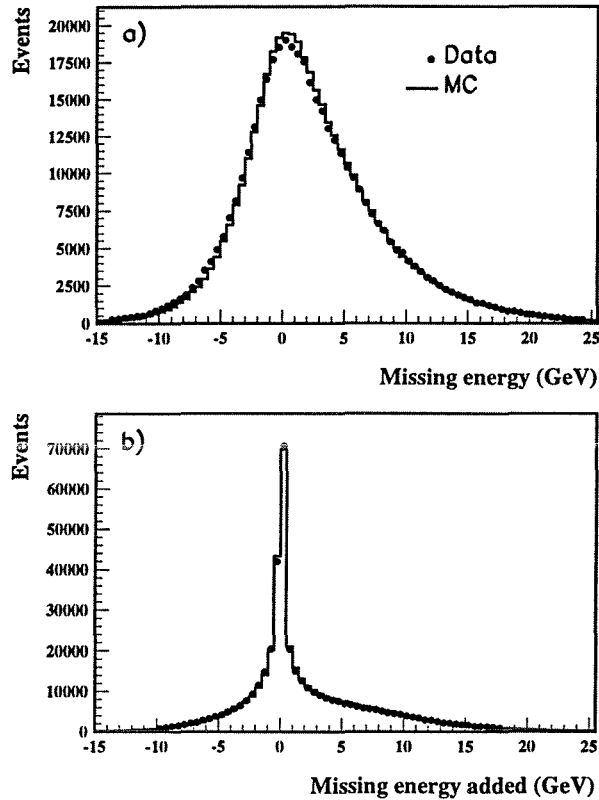 Events
a)
Data
MC
20000
17500
15000
12500
10000
7500
5000
2500
0
-15 -10 -5 0 5 10 15 20 25
Missing energy (GeV)
Events
b)
70000
60000
50000
40000
30000
20000
10000
0
-15 -10 -5 0 5 10 15 20 25
Missing energy added (GeV)